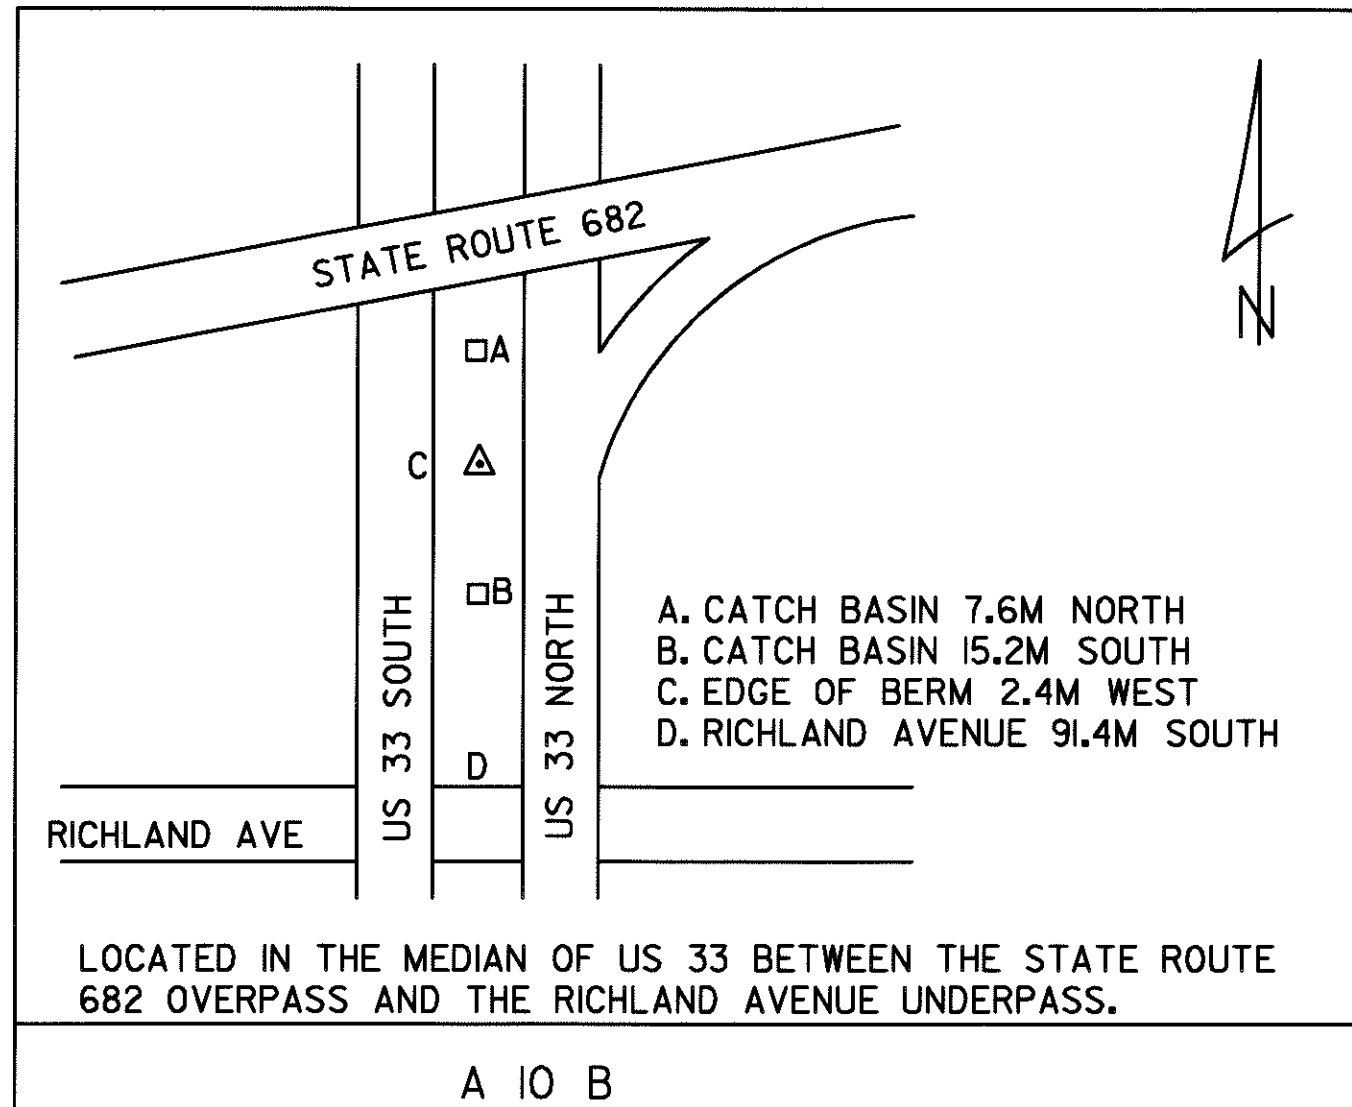 STATE ROUTE 682
N
A
C
B
A. CATCH BASIN 7.6M NORTH
B. CATCH BASIN 15.2M SOUTH
C. EDGE OF BERM 2.4M WEST
D. RICHLAND AVENUE 91.4M SOUTH
US 33 SOUTH
US 33 NORTH
D
RICHLAND AVE
LOCATED IN THE MEDIAN OF US 33 BETWEEN THE STATE ROUTE
682 OVERPASS AND THE RICHLAND AVENUE UNDERPASS.
A 10 B